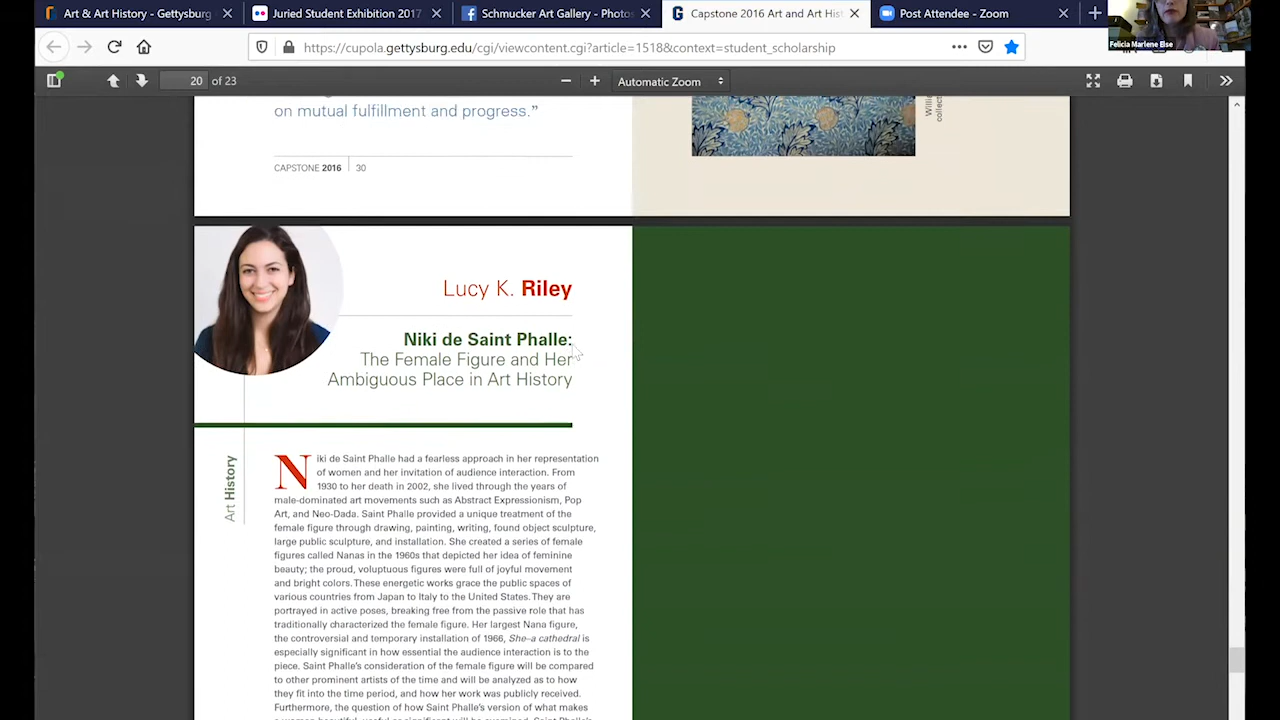 Art & Art History - Gettysburg
Juried Student Exhibition 2017
Schmucker Art Gallery - Photos
Capstone 2016 Art and Art Hist
Post Attendee - Zoom
Felicia Marlene Else
https://cupola.gettysburg.edu/cgi/viewcontent.cgi?article=1518&context=student_scholarship
20 of 23
Automatic Zoom
on mutual fulfillment and progress.”
CAPSTONE 2016 30
Lucy K. Riley
Niki de Saint Phalle:
The Female Figure and Her
Ambiguous Place in Art History
Art History
Niki de Saint Phalle had a fearless approach in her representation
of women and her invitation of audience interaction. From
1930 to her death in 2002, she lived through the years of
male-dominated art movements such as Abstract Expressionism, Pop
Art, and Neo-Dada. Saint Phalle provided a unique treatment of the
female figure through drawing, painting, writing, found object sculpture,
large public sculpture, and installation. She created a series of female
figures called Nanas in the 1960s that depicted her idea of feminine
beauty; the proud, voluptuous figures were full of joyful movement
and bright colors. These energetic works grace the public spaces of
various countries from Japan to Italy to the United States. They are
portrayed in active poses, breaking free from the passive role that has
traditionally characterized the female figure. Her largest Nana figure,
the controversial and temporary installation of 1966, She–a cathedral is
especially significant in how essential the audience interaction is to the
piece. Saint Phalle’s consideration of the female figure will be compared
to other prominent artists of the time and will be analyzed as to how
they fit into the time period, and how her work was publicly received.
Furthermore, the question of how Saint Phalle’s version of what makes